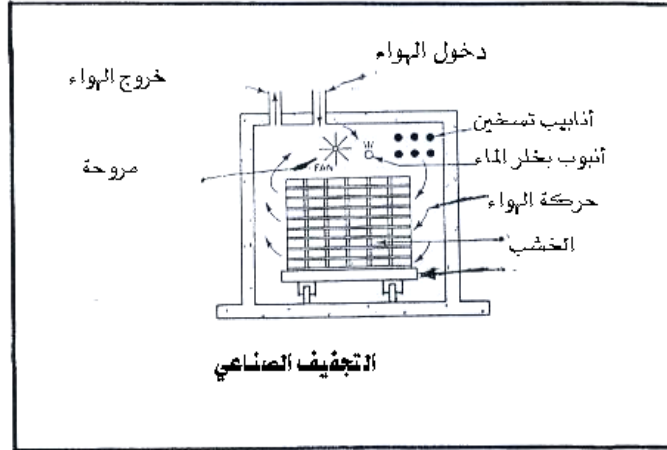 دخول الهواء
خروج الهواء
أنابيب تسخين
أنبوب بخار الماء
FAN
مروحة
حركة الهواء
الخشب
التجفيف الصناعي